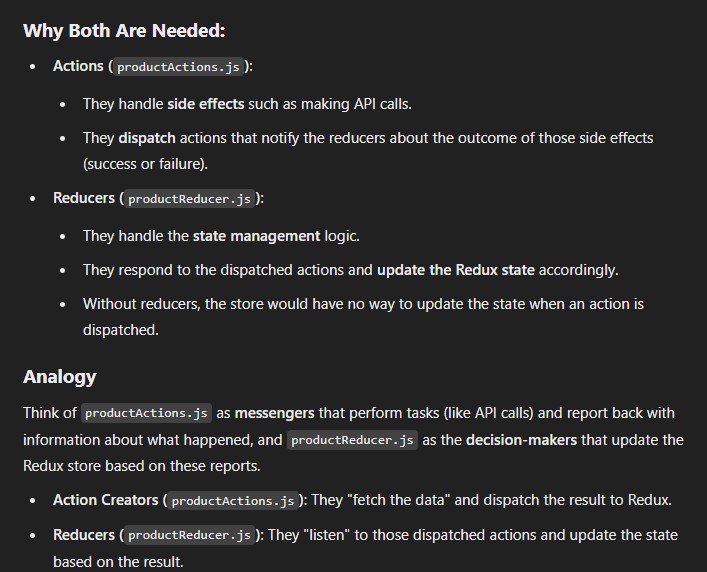 Why Both Are Needed:
• Actions (productActions.js):
• They handle side effects such as making API calls.
• They dispatch actions that notify the reducers about the outcome of those side effects
(success or failure).
• Reducers (productReducer.js):
• They handle the state management logic.
• They respond to the dispatched actions and update the Redux state accordingly.
• Without reducers, the store would have no way to update the state when an action is
dispatched.
Analogy
Think of productActions.js as messengers that perform tasks (like API calls) and report back with
information about what happened, and productReducer.js as the decision-makers that update the
Redux store based on these reports.
• Action Creators (productActions.js): They "fetch the data" and dispatch the result to Redux.
• Reducers (productReducer.js): They "listen" to those dispatched actions and update the state
based on the result.